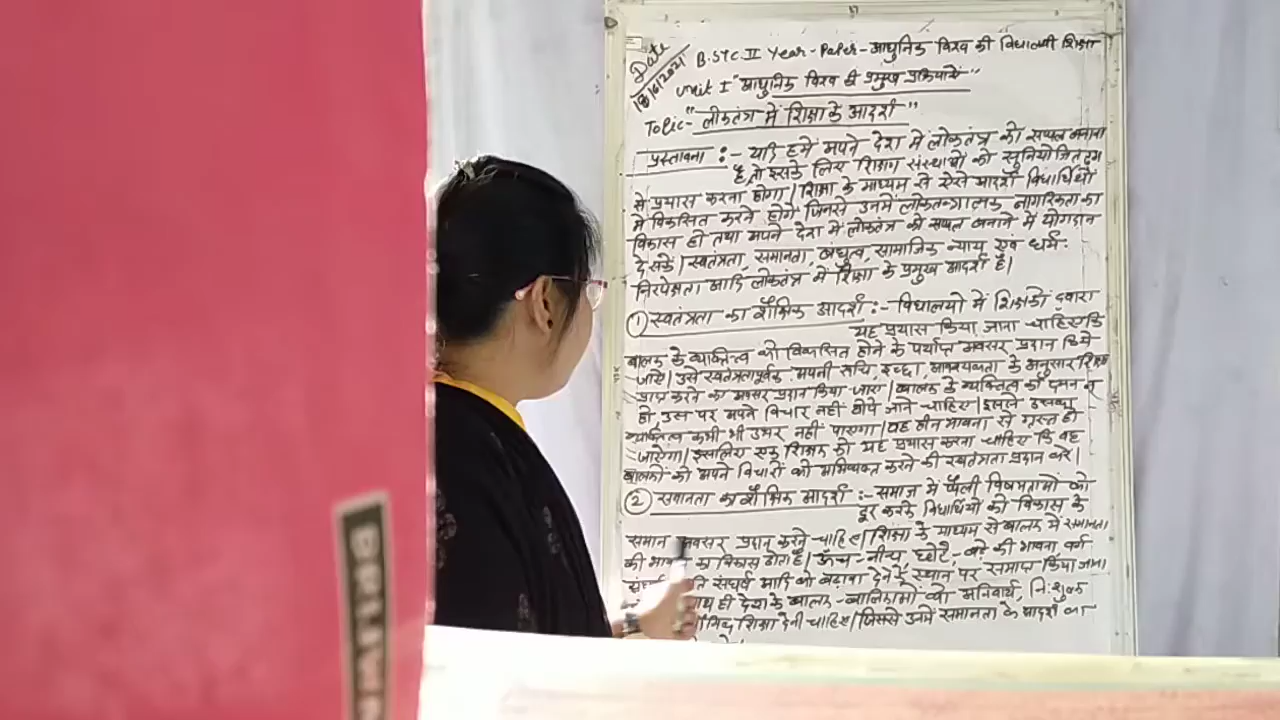 Date
18/6/2021
B.STC.II Year - Paper - आधुनिक विश्व की विद्यालयी शिक्षा
Unit I "आधुनिक विश्व की प्रमुख प्रक्रियायें"
Topic - "लोकतंत्र में शिक्षा के आदर्श"
प्रस्तावना :- यदि हमें अपने देश में लोकतंत्र को सफल बनाना
है, तो इसके लिए शिक्षण संस्थाओं को सुनियोजित ढंग
से प्रयास करना होगा। शिक्षा के माध्यम से ऐसे आदर्श विद्यार्थियों
में विकसित करने होंगे जिनसे उनमें लोकतन्त्रात्मक नागरिकता का
विकास हो तथा अपने देश में लोकतंत्र को सफल बनाने में योगदान
दे सकें। स्वतंत्रता, समानता, बंधुत्व, सामाजिक न्याय एवं धर्म-
निरपेक्षता आदि लोकतंत्र में शिक्षा के प्रमुख आदर्श हैं।
① स्वतंत्रता का शैक्षिक आदर्श :- विद्यालयों में शिक्षकों द्वारा
यह प्रयास किया जाना चाहिए कि
बालक के व्यक्तित्व को विकसित होने के पर्याप्त अवसर प्रदान किये
जाएं। उसे स्वतंत्रतापूर्वक अपनी रुचि, इच्छा, आवश्यकता के अनुसार शिक्षा
प्राप्त करने का अवसर प्रदान किया जाए। बालक के व्यक्तित्व का दमन न
हो, उस पर अपने विचार नहीं थोपे जाने चाहिए। इससे उसका
व्यक्तित्व कभी भी उभर नहीं पाएगा। वह हीन भावना से ग्रस्त हो
जाएगा। इसलिए एक शिक्षक को यह प्रयास करना चाहिए कि वह
बालकों को अपने विचारों को अभिव्यक्त करने की स्वतंत्रता प्रदान करे।
② समानता का शैक्षिक आदर्श :- समाज में फैली विषमताओं को
दूर करके विद्यार्थियों को विकास के
समान अवसर प्रदान करने चाहिए। शिक्षा के माध्यम से बालक में समानता
की भावना का विकास होता है। ऊँच-नीच, छोटे-बड़े की भावना, वर्ग
संघर्ष संघर्ष आदि को बढ़ावा देने के स्थान पर समाप्त किया जाना
ही देश के बालक-बालिकाओं को अनिवार्य, निःशुल्क
शिक्षा देनी चाहिए। जिससे उनमें समानता के आदर्श का